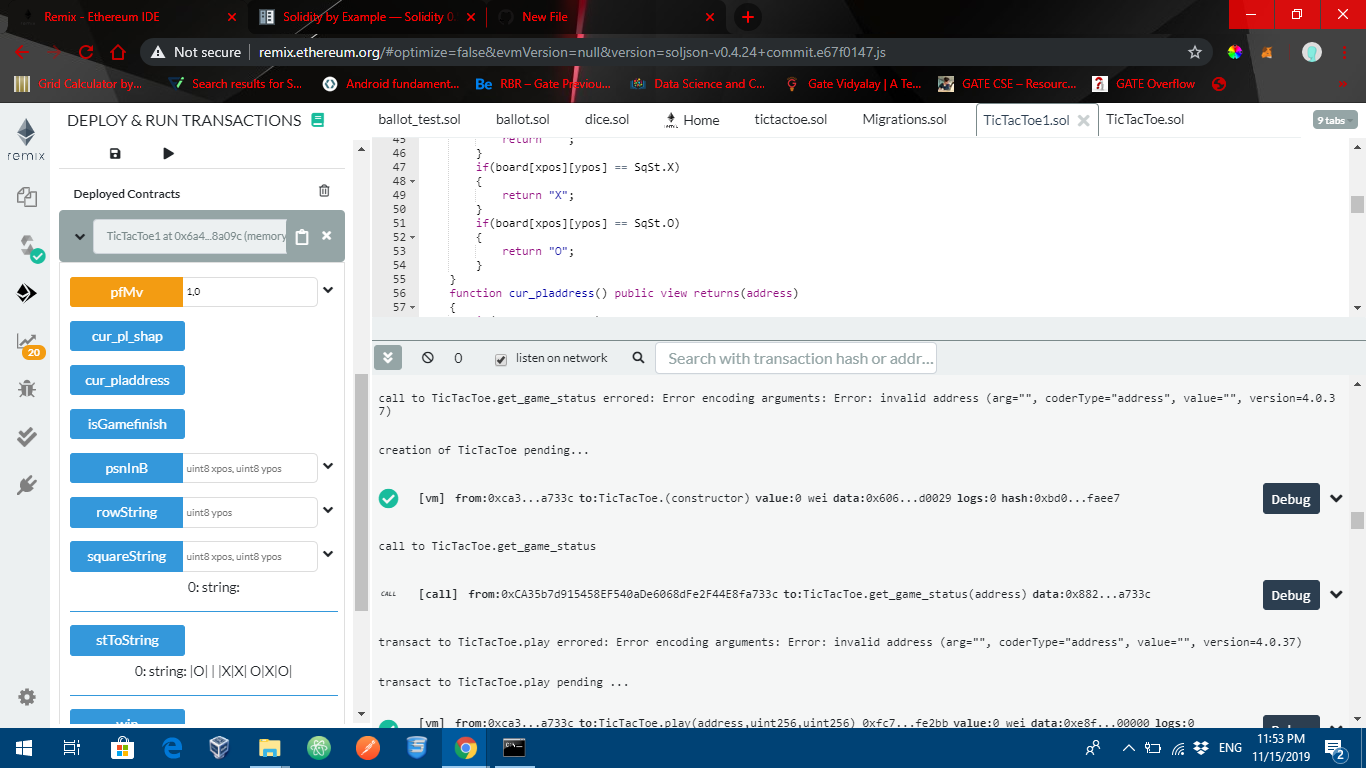 Remix - Ethereum IDE
Solidity by Example — Solidity 0.
New File
Not secure
remix.ethereum.org/#optimize=false&evmVersion=null&version=soljson-v0.4.24+commit.e67f0147.js
Grid Calculator by...
Search results for S...
Android fundament...
Be RBR – Gate Previou...
Data Science and C...
Gate Vidyalay | A Te...
GATE CSE – Resourc...
GATE Overflow
remix
DEPLOY & RUN TRANSACTIONS
ballot_test.sol
ballot.sol
dice.sol
Home
tictactoe.sol
Migrations.sol
TicTacToe1.sol
TicTacToe.sol
9 tabs
Deployed Contracts
TicTacToe1 at 0x6a4...8a09c (memory
pfMv 1,0
cur_pl_shap
cur_pladdress
isGamefinish
psnInB uint8 xpos, uint8 ypos
rowString uint8 ypos
squareString uint8 xpos, uint8 ypos
0: string:
stToString
0: string: |O| | |X|X| O|X|O|
win
20
45 return " ";
46 }
47 if(board[xpos][ypos] == SqSt.X)
48 {
49 return "X";
50 }
51 if(board[xpos][ypos] == SqSt.O)
52 {
53 return "O";
54 }
55 }
56 function cur_pladdress() public view returns(address)
57 {
0
listen on network
Search with transaction hash or addr...
call to TicTacToe.get_game_status errored: Error encoding arguments: Error: invalid address (arg="", coderType="address", value="", version=4.0.3
7)
creation of TicTacToe pending...
[vm] from:0xca3...a733c to:TicTacToe.(constructor) value:0 wei data:0x606...d0029 logs:0 hash:0xbd0...faee7
Debug
call to TicTacToe.get_game_status
CALL [call] from:0xCA35b7d915458EF540aDe6068dFe2F44E8fa733c to:TicTacToe.get_game_status(address) data:0x882...a733c
Debug
transact to TicTacToe.play errored: Error encoding arguments: Error: invalid address (arg="", coderType="address", value="", version=4.0.37)
transact to TicTacToe.play pending ...
[vm] from:0xca3...a733c to:TicTacToe.play(address,uint256,uint256) 0xfc7...fe2bb value:0 wei data:0xe8f...00000 logs:0
Debug
ENG
11:53 PM
11/15/2019
2